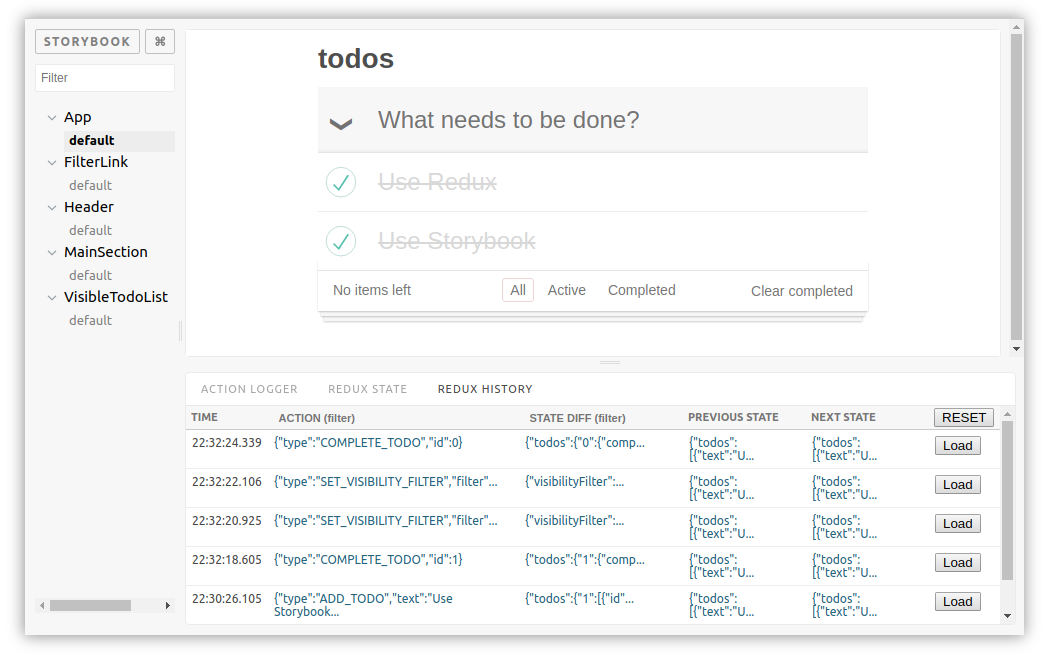 STORYBOOK ⌘
Filter
App
default
FilterLink
default
Header
default
MainSection
default
VisibleTodoList
default
todos
What needs to be done?
Use Redux
Use Storybook
No items left All Active Completed Clear completed
ACTION LOGGER REDUX STATE REDUX HISTORY
TIME ACTION (filter) STATE DIFF (filter) PREVIOUS STATE NEXT STATE RESET
22:32:24.339 {"type":"COMPLETE_TODO","id":0} {"todos":{"0":{"comp... {"todos": {"todos": Load
[{"text":"U... [{"text":"U...
22:32:22.106 {"type":"SET_VISIBILITY_FILTER","filter"... {"visibilityFilter":... {"todos": {"todos": Load
[{"text":"U... [{"text":"U...
22:32:20.925 {"type":"SET_VISIBILITY_FILTER","filter"... {"visibilityFilter":... {"todos": {"todos": Load
[{"text":"U... [{"text":"U...
22:32:18.605 {"type":"COMPLETE_TODO","id":1} {"todos":{"1":{"comp... {"todos": {"todos": Load
[{"text":"U... [{"text":"U...
22:30:26.105 {"type":"ADD_TODO","text":"Use {"todos":{"1":[{"id"... {"todos": {"todos": Load
Storybook... [{"text":"U... [{"text":"U...